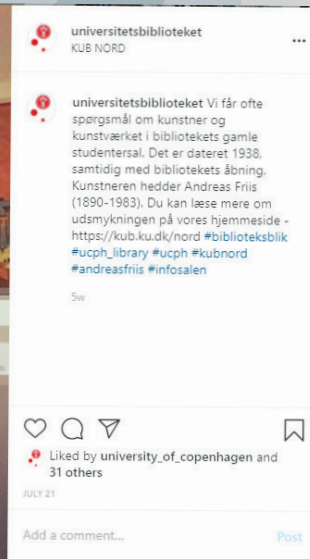 universitetsbiblioteket
KUB NORD
universitetsbiblioteket Vi får ofte
spørgsmål om kunstner og
kunstværket i bibliotekets gamle
studentersal. Det er dateret 1938,
samtidig med bibliotekets åbning.
Kunstneren hedder Andreas Friis
(1890-1983). Du kan læse mere om
udsmykningen på vores hjemmeside -
https://kub.ku.dk/nord #biblioteksblik
#ucph_library #ucph #kubnord
#andreasfriis #infosalen
5w
Liked by university_of_copenhagen and
31 others
JULY 21
Add a comment...
Post